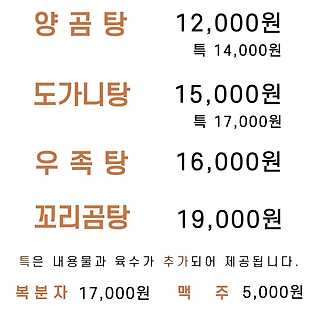 양곰탕 12,000원
특 14,000원
도가니탕 15,000원
특 17,000원
우족탕 16,000원
꼬리곰탕 19,000원
특은 내용물과 육수가 추가되어 제공됩니다.
복분자 17,000원 맥 주 5,000원